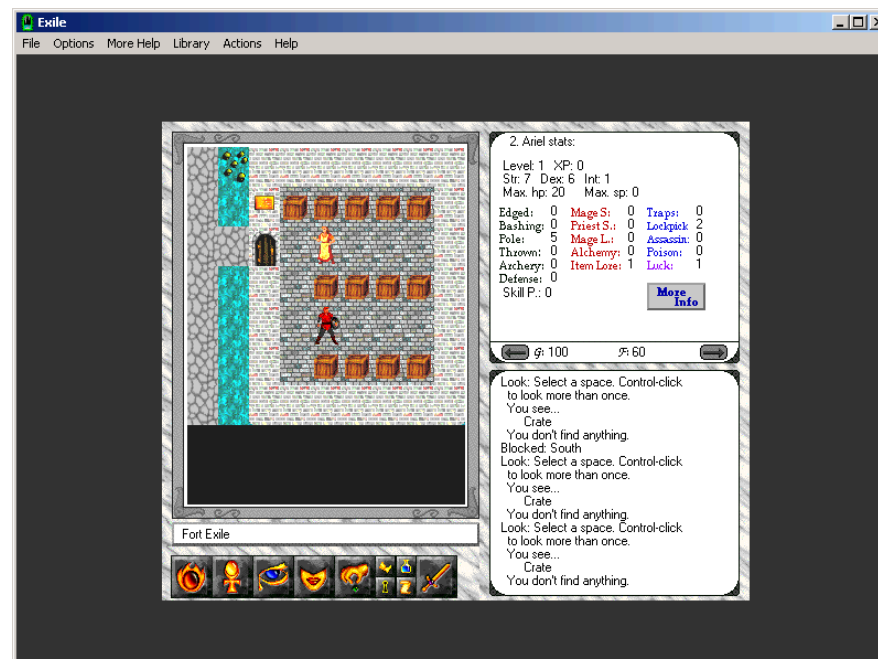 Exile
File Options More Help Library Actions Help
2. Ariel stats:
Level: 1 XP: 0
Str: 7 Dex: 6 Int: 1
Max. hp: 20 Max. sp: 0
Edged: 0 Mage S: 0 Traps: 0
Bashing: 0 Priest S.: 0 Lockpick 2
Pole: 5 Mage L.: 0 Assassin: 0
Thrown: 0 Alchemy: 0 Poison: 0
Archery: 0 Item Lore: 1 Luck: 1
Defense: 0
Skill P.: 0
More
Info
G: 100 F: 60
Look: Select a space. Control-click
to look more than once.
You see...
Crate
You don't find anything.
Blocked: South
Look: Select a space. Control-click
to look more than once.
You see...
Crate
You don't find anything.
Look: Select a space. Control-click
to look more than once.
You see...
Crate
You don't find anything.
Fort Exile